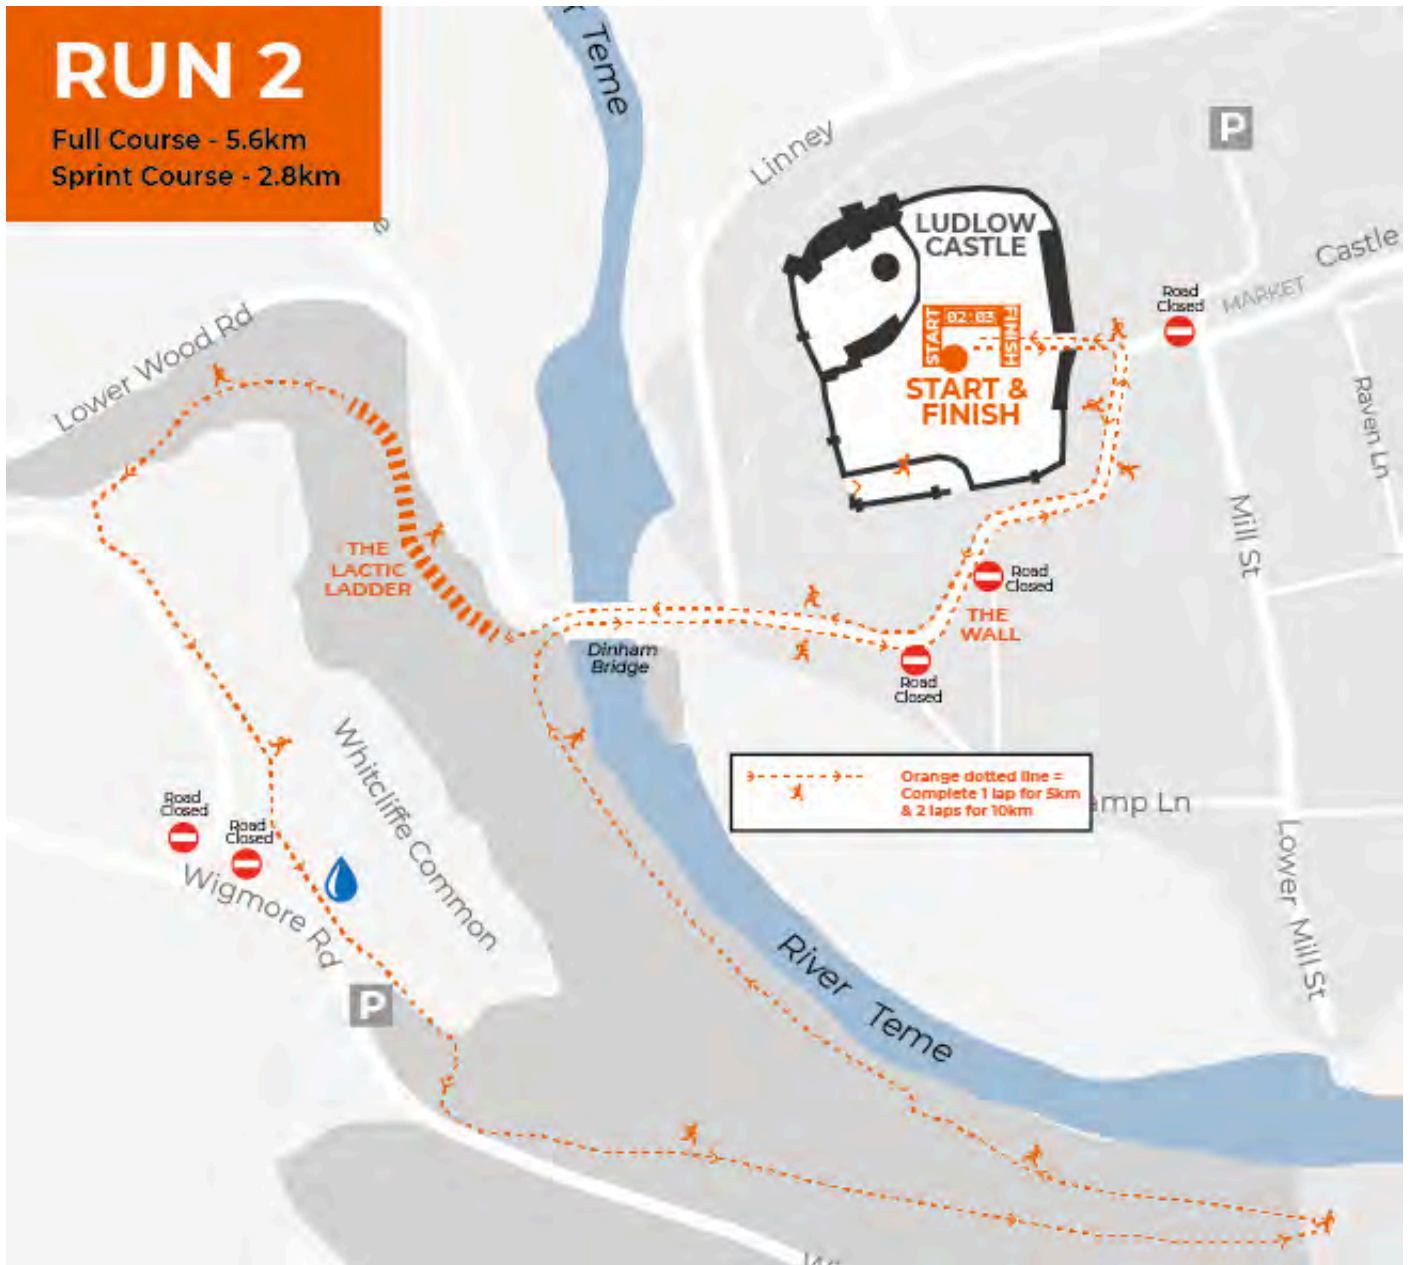 RUN 2
Full Course - 5.6km
Sprint Course - 2.8km
Teme
Linney
P
LUDLOW
CASTLE
START
02:03
FINISH
START &
FINISH
Road
Closed
MARKET
Castle
Raven Ln
Mill St
Lower Wood Rd
THE
LACTIC
LADDER
Road
Closed
THE
WALL
Dinham
Bridge
Road
Closed
Orange dotted line =
Complete 1 lap for 5km
& 2 laps for 10km
amp Ln
Lower Mill St
Whitcliffe Common
Road
Closed
Road
Closed
Wigmore Rd
P
River Teme